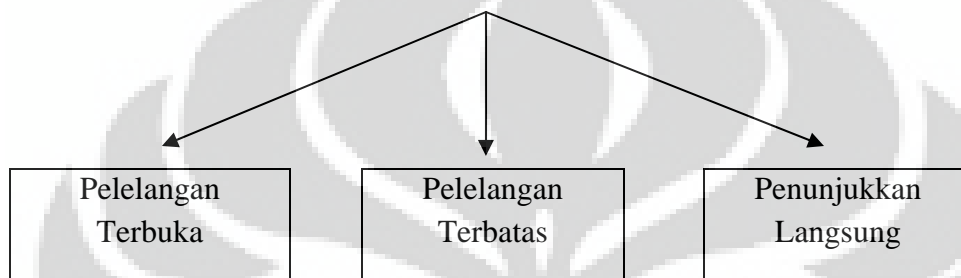 Pelelangan
Terbuka
Pelelangan
Terbatas
Penunjukkan
Langsung